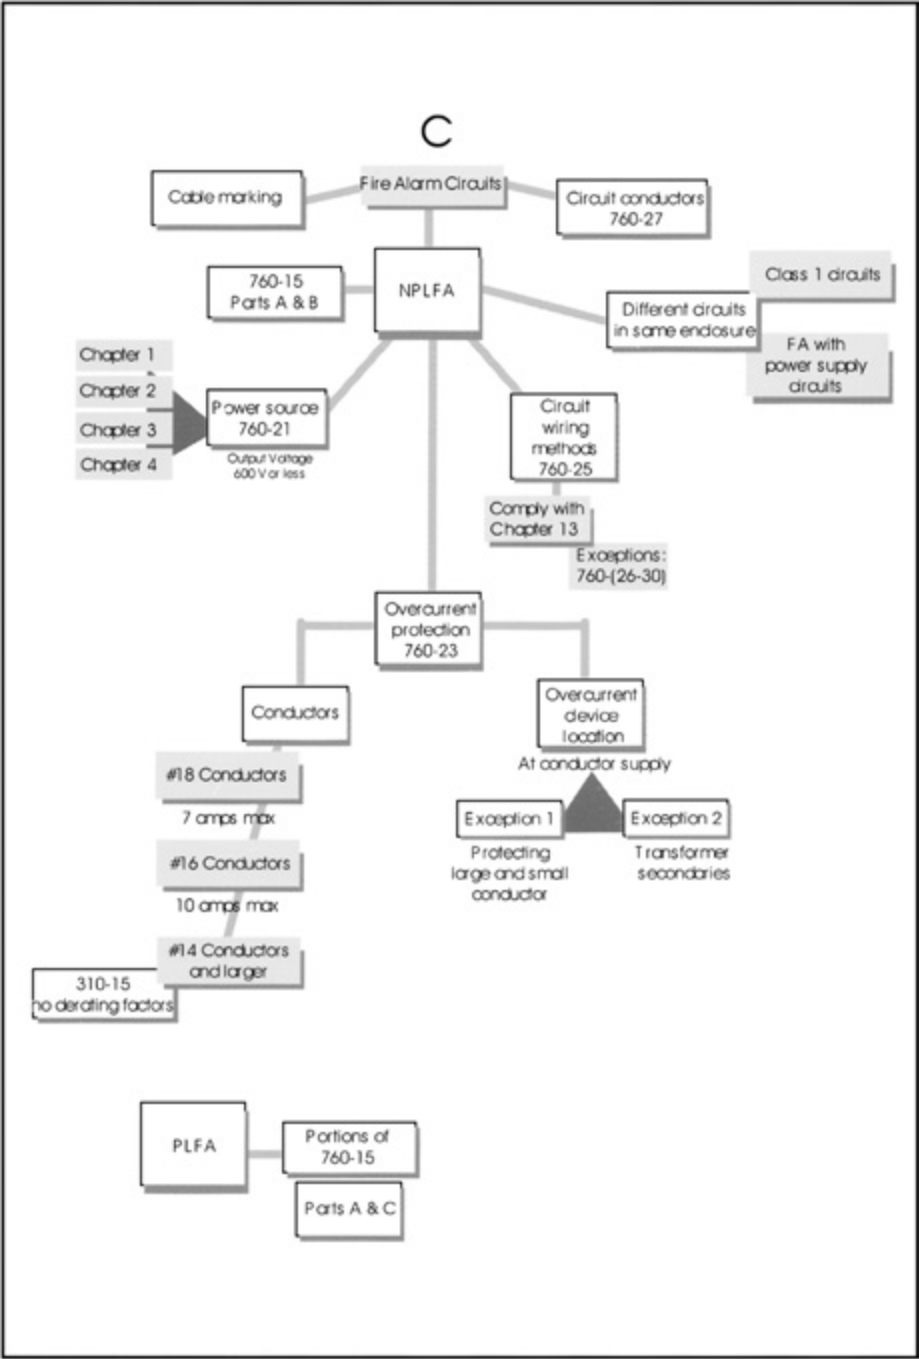 C
Fire Alarm Circuits
Cable marking
Circuit conductors
760-27
760-15
Parts A & B
NPLFA
Different circuits
in same enclosure
Class 1 circuits
FA with
power supply
circuits
Chapter 1
Chapter 2
Chapter 3
Chapter 4
Power source
760-21
Output Voltage
600 V or less
Circuit
wiring
methods
760-25
Comply with
Chapter 13
Exceptions:
760-(26-30)
Overcurrent
protection
760-23
Conductors
#18 Conductors
7 amps max
#16 Conductors
10 amps max
#14 Conductors
and larger
310-15
no derating factors
Overcurrent
device
location
At conductor supply
Exception 1
Protecting
large and small
conductor
Exception 2
Transformer
secondaries
PLFA
Portions of
760-15
Parts A & C